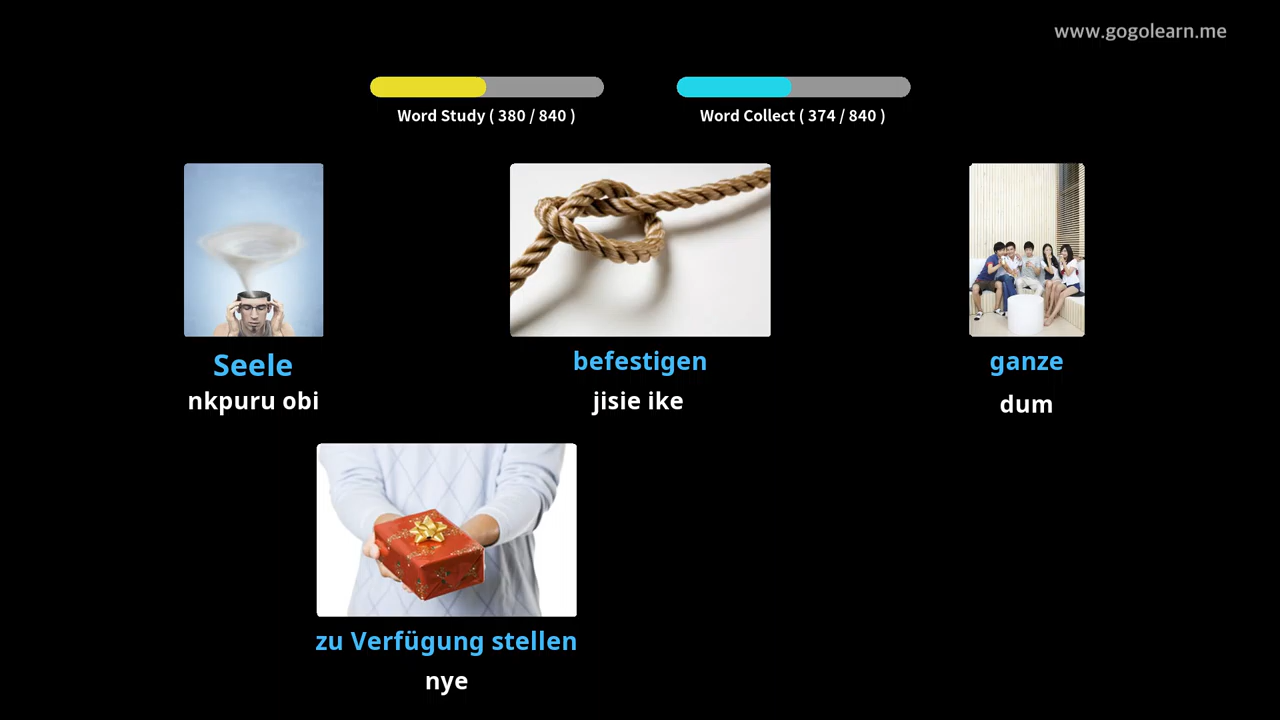 www.gogolearn.me
Word Study ( 380 / 840 )
Word Collect ( 374 / 840 )
Seele
nkpuru obi
befestigen
jisie ike
ganze
dum
zu Verfügung stellen
nye